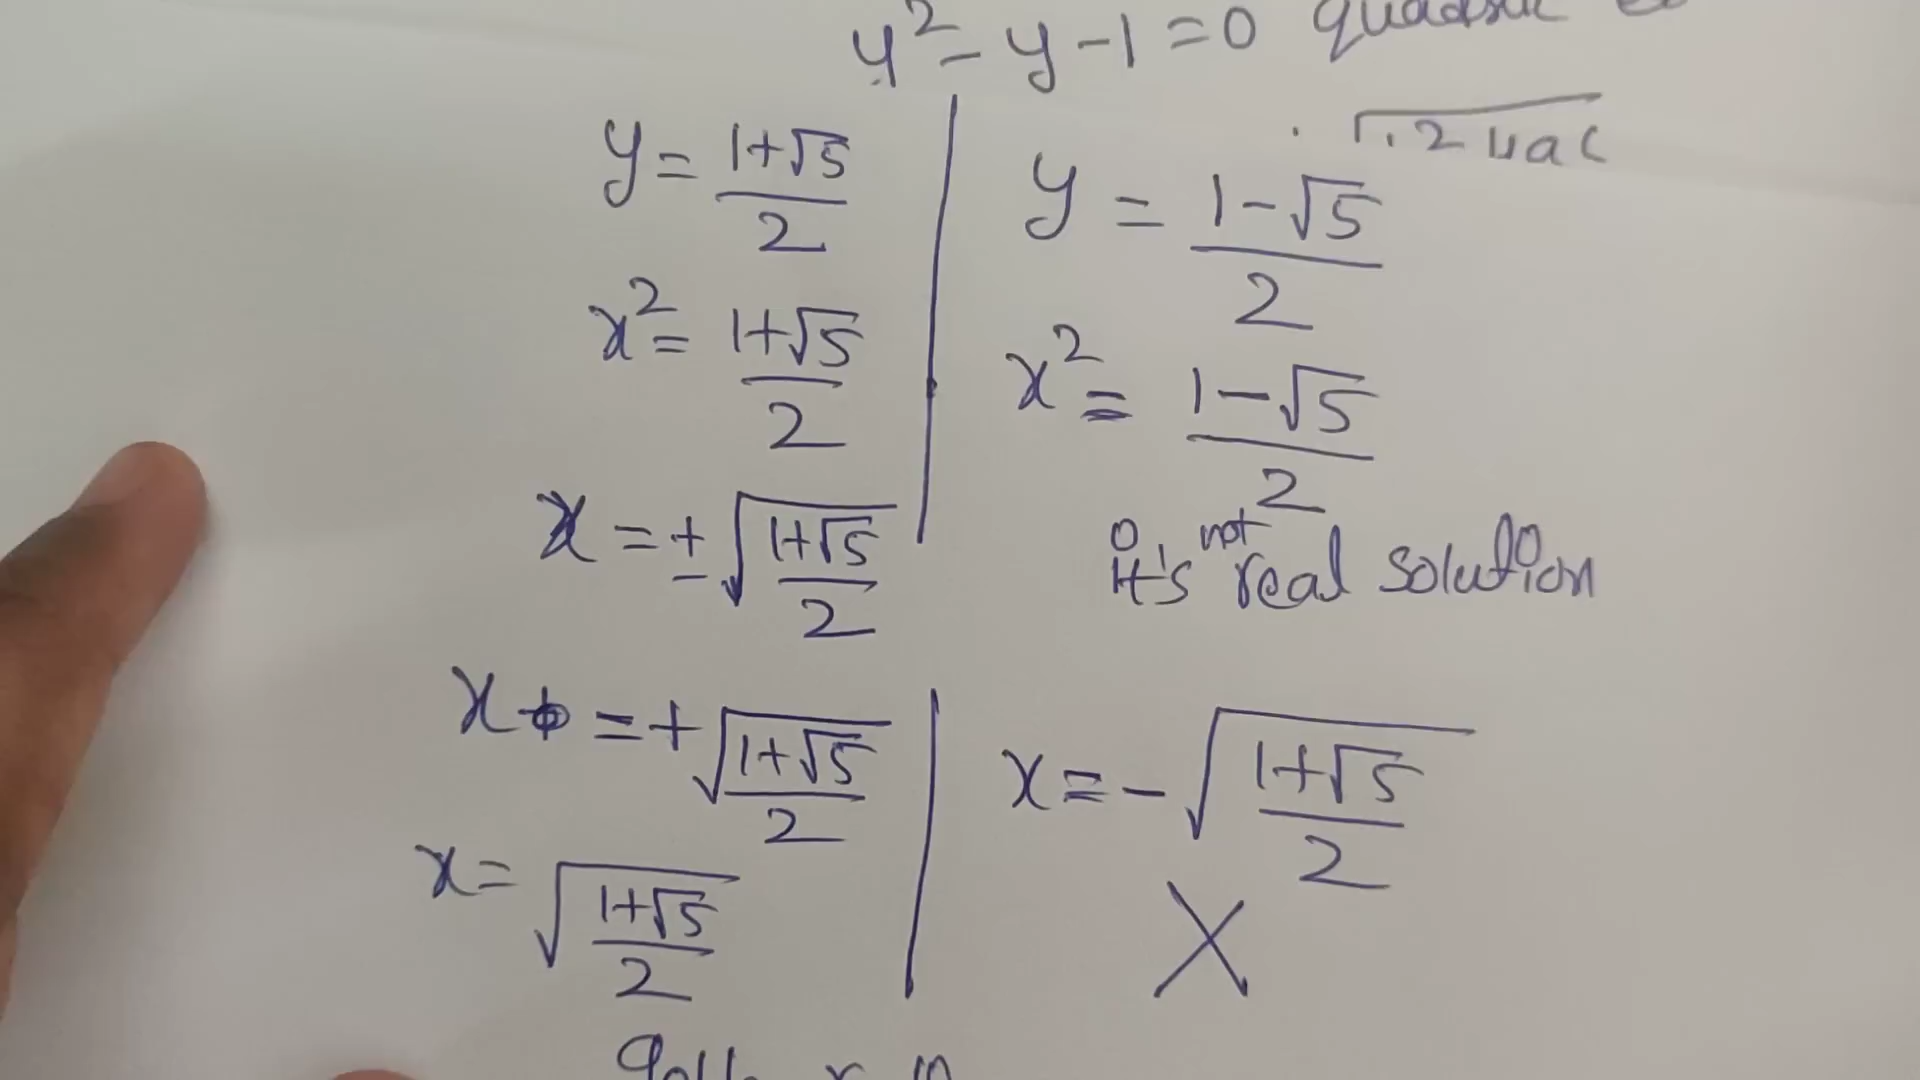 y² - y - 1 = 0
y = (1+√5)/2
y = (1-√5)/2
x² = (1+√5)/2
x² = (1-√5)/2
it's not real solution
x = ±√((1+√5)/2)
x = +√((1+√5)/2)
x = -√((1+√5)/2)
X
x = √((1+√5)/2)